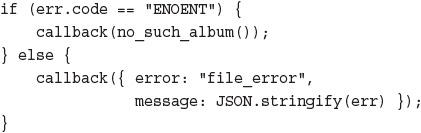 if (err.code == "ENOENT") {
    callback(no_such_album());
} else {
    callback({ error: "file_error",
               message: JSON.stringify(err) });
}